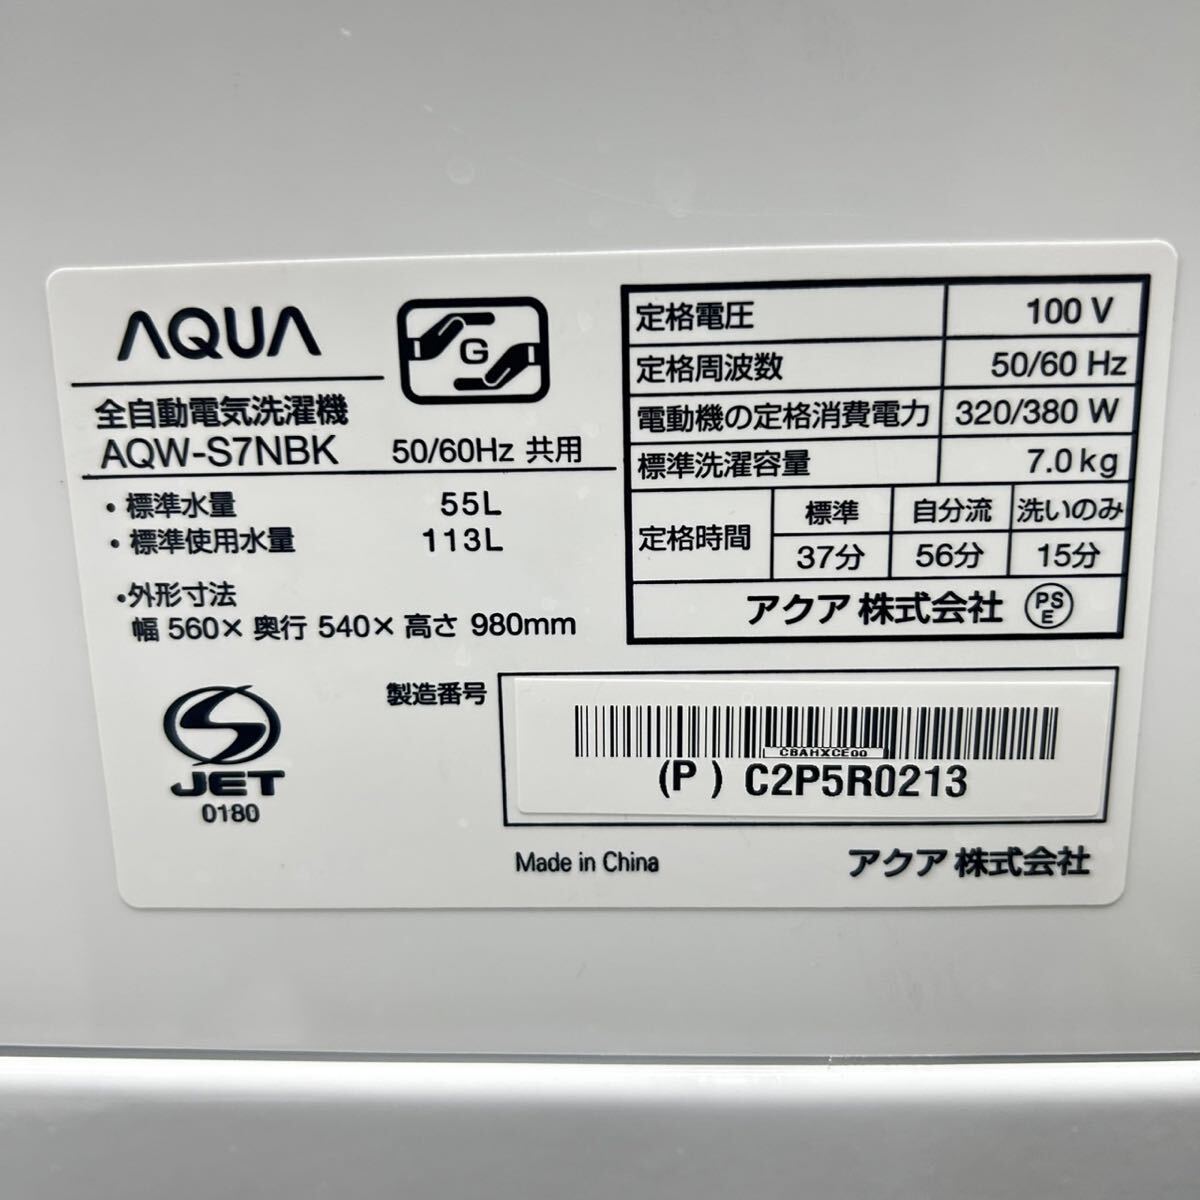 AQUA
G
全自動電気洗濯機
AQW-S7NBK 50/60Hz 共用
・標準水量 55L
・標準使用水量 113L
・外形寸法
幅 560× 奥行 540× 高さ 980mm
定格電圧 100 V
定格周波数 50/60 Hz
電動機の定格消費電力 320/380 W
標準洗濯容量 7.0kg
定格時間 標準 自分流 洗いのみ
37分 56分 15分
アクア 株式会社 PSE
JET
0180
製造番号
CBAHXCE00
(P) C2P5R0213
Made in China
アクア 株式会社